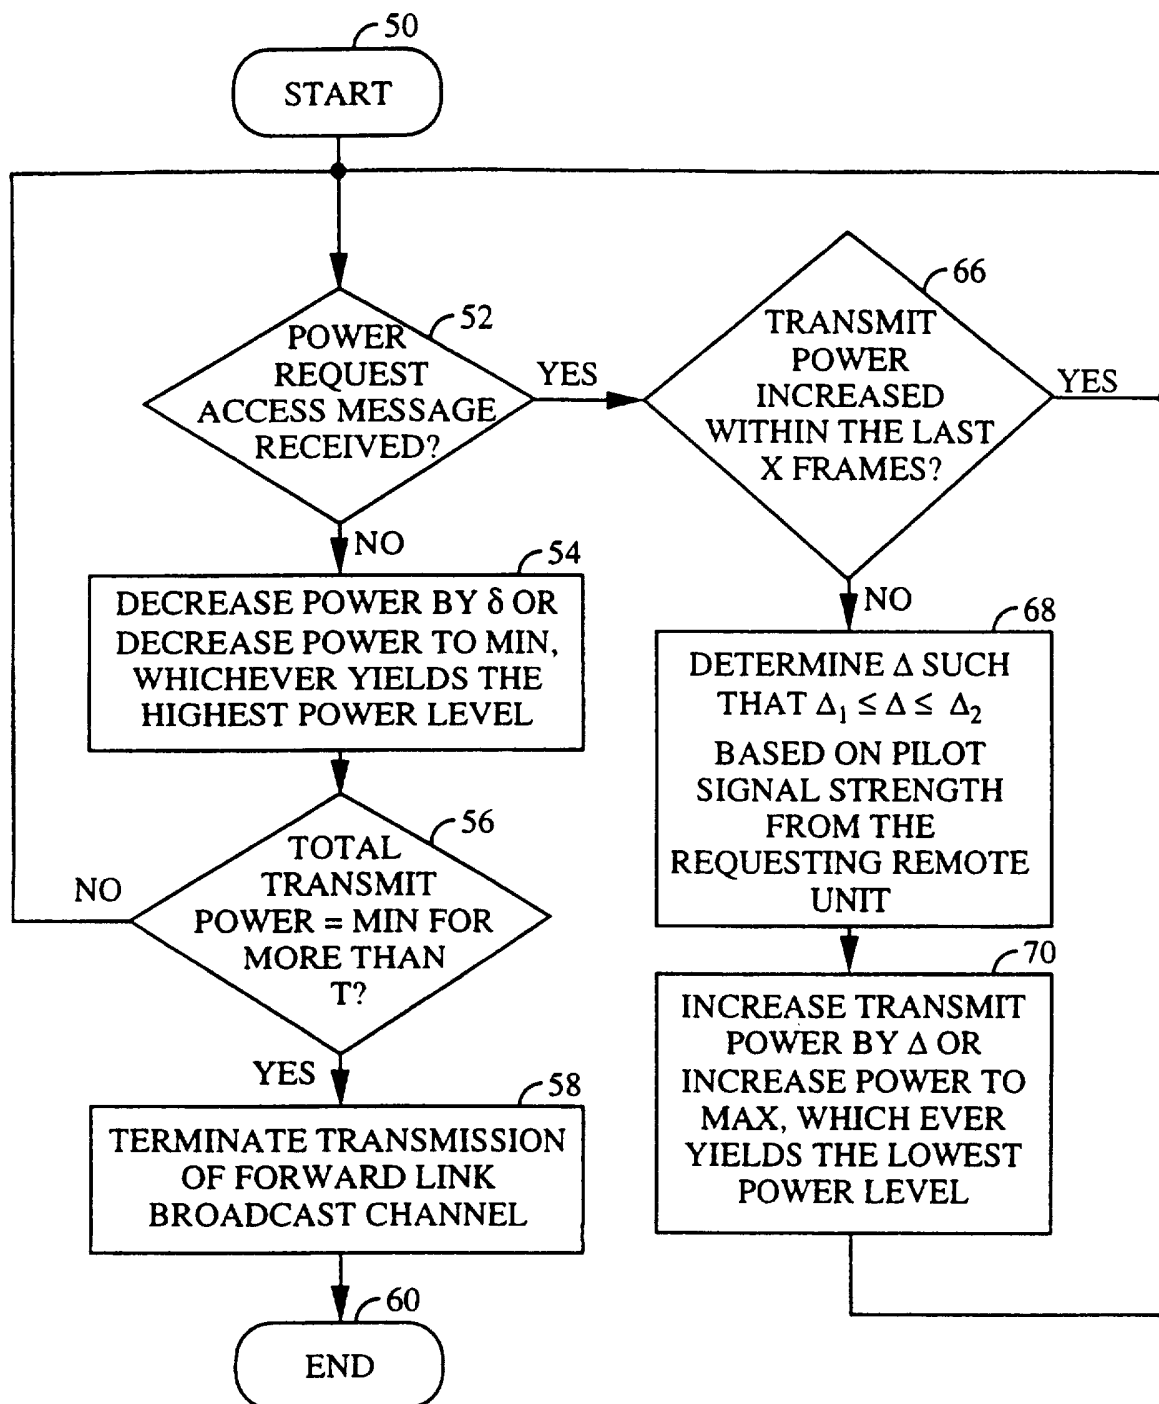 50
START
52
POWER
REQUEST
ACCESS MESSAGE
RECEIVED?
YES
NO
66
TRANSMIT
POWER
INCREASED
WITHIN THE LAST
X FRAMES?
YES
NO
54
DECREASE POWER BY δ OR
DECREASE POWER TO MIN,
WHICHEVER YIELDS THE
HIGHEST POWER LEVEL
68
DETERMINE Δ SUCH
THAT Δ₁ ≤ Δ ≤ Δ₂
BASED ON PILOT
SIGNAL STRENGTH
FROM THE
REQUESTING REMOTE
UNIT
56
TOTAL
TRANSMIT
POWER = MIN FOR
MORE THAN
T?
NO
YES
70
INCREASE TRANSMIT
POWER BY Δ OR
INCREASE POWER TO
MAX, WHICH EVER
YIELDS THE LOWEST
POWER LEVEL
58
TERMINATE TRANSMISSION
OF FORWARD LINK
BROADCAST CHANNEL
60
END